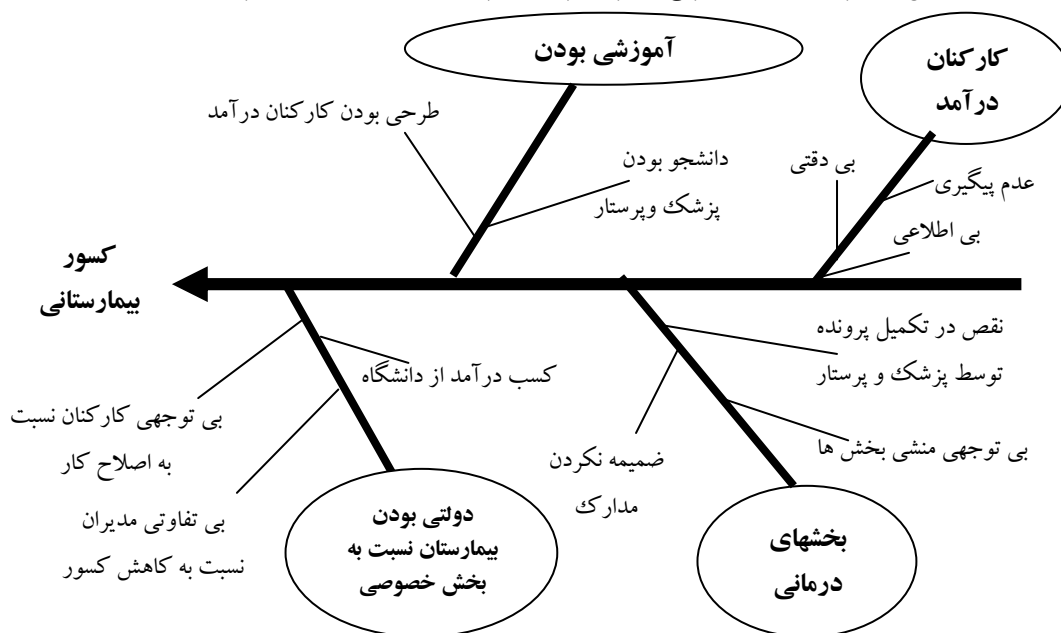 آموزشی بودن
کارکنان
درآمد
طرحی بودن کارکنان درآمد
دانشجو بودن
پزشک وپرستار
بی دقتی
عدم پیگیری
بی اطلاعی
کسور
بیمارستانی
نقص در تکمیل پرونده
توسط پزشک و پرستار
کسب درآمد از دانشگاه
بی توجهی کارکنان نسبت
به اصلاح کار
بی توجهی منشی بخش ها
ضمیمه نکردن
مدارک
بی تفاوتی مدیران
نسبت به کاهش کسور
دولتی بودن
بیمارستان نسبت به
بخش خصوصی
بخشهای
درمانی